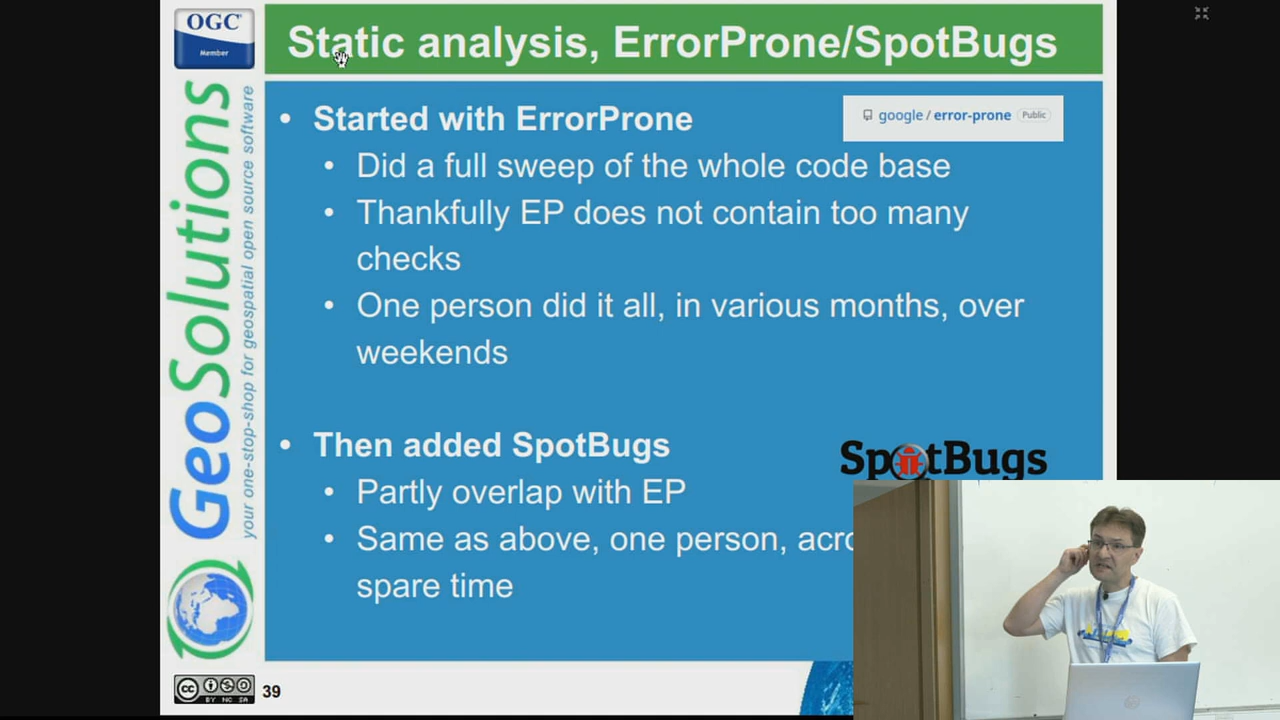 OGC
Member
Static analysis, ErrorProne/SpotBugs
GeoSolutions
your one-stop-shop for geospatial open source software
• Started with ErrorProne
google / error-prone Public
• Did a full sweep of the whole code base
• Thankfully EP does not contain too many
checks
• One person did it all, in various months, over
weekends
• Then added SpotBugs
SpotBugs
• Partly overlap with EP
• Same as above, one person, acro
spare time
CC BY NC SA
39
hp